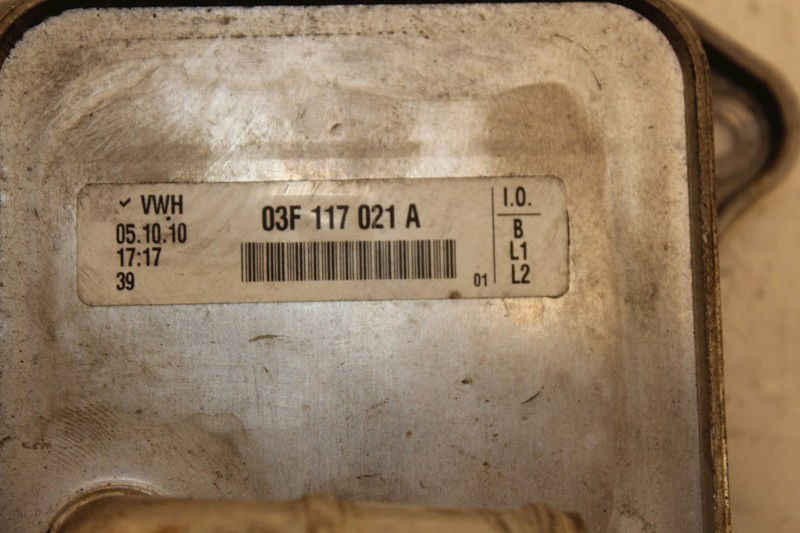 ✓ VWH
05.10.10
17:17
39
03F 117 021 A
01
I.O.
B
L1
L2